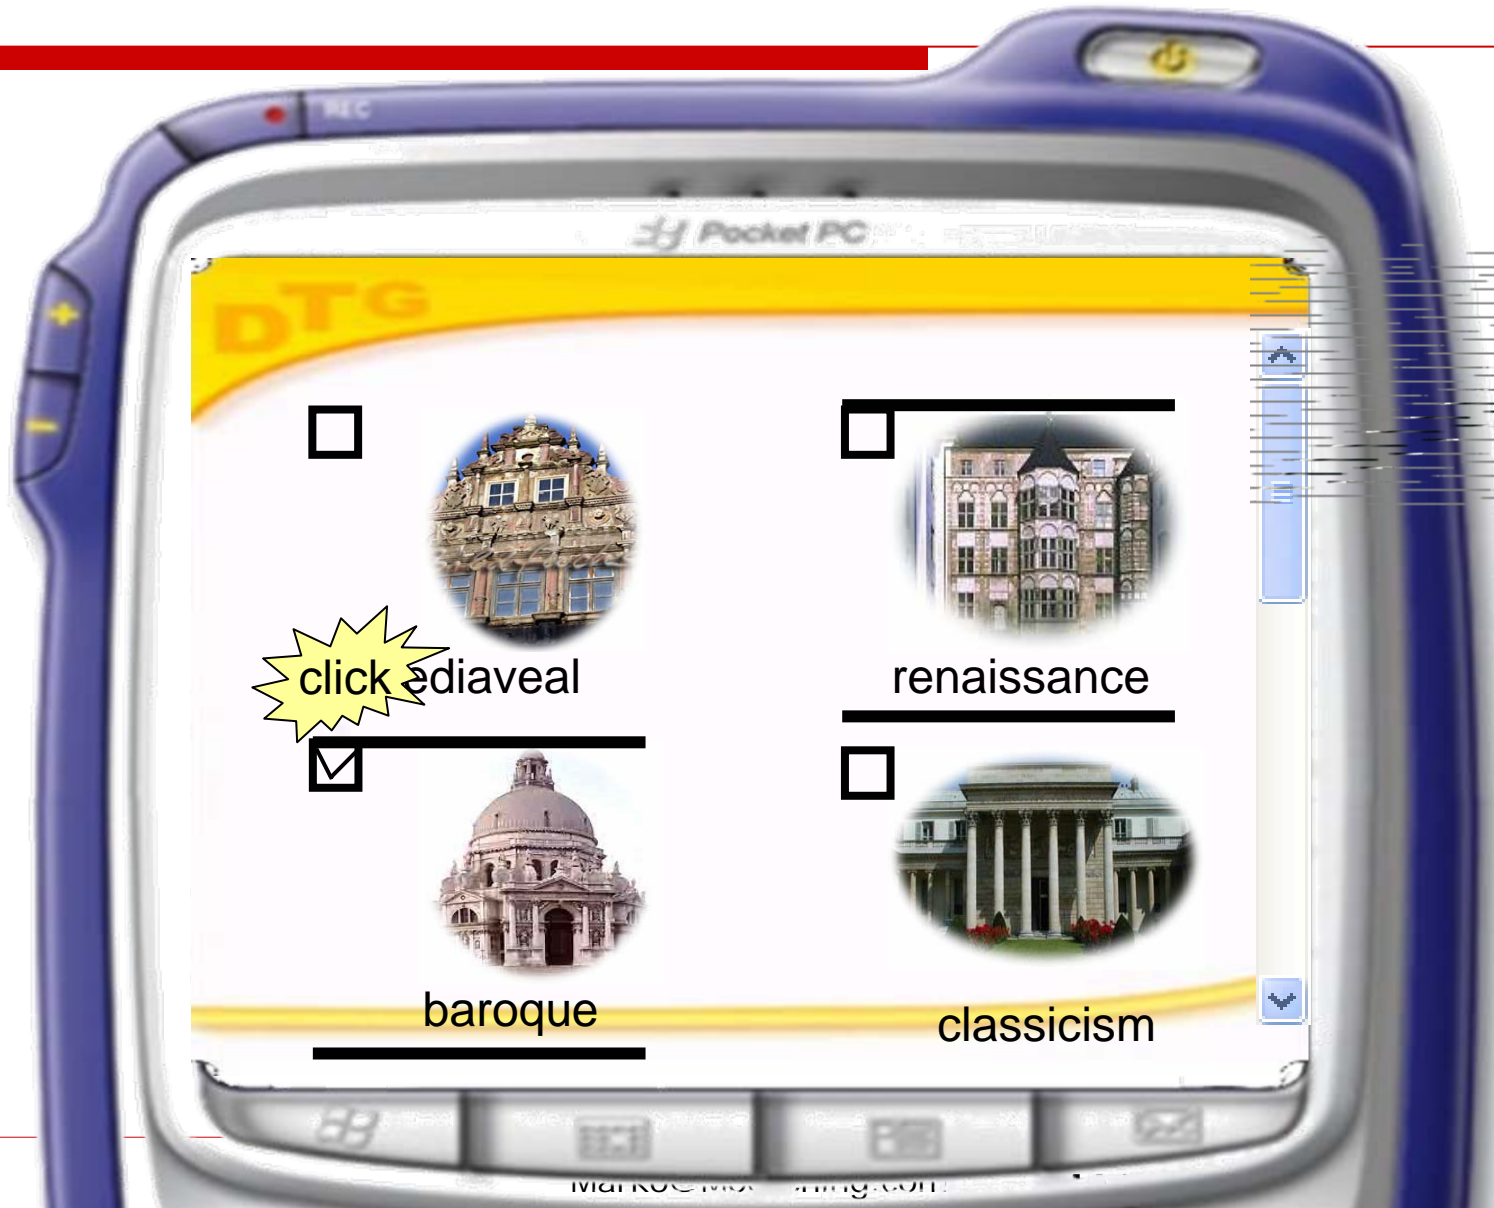 REC
Pocket PC
DTG
click ediaveal
renaissance
baroque
classicism